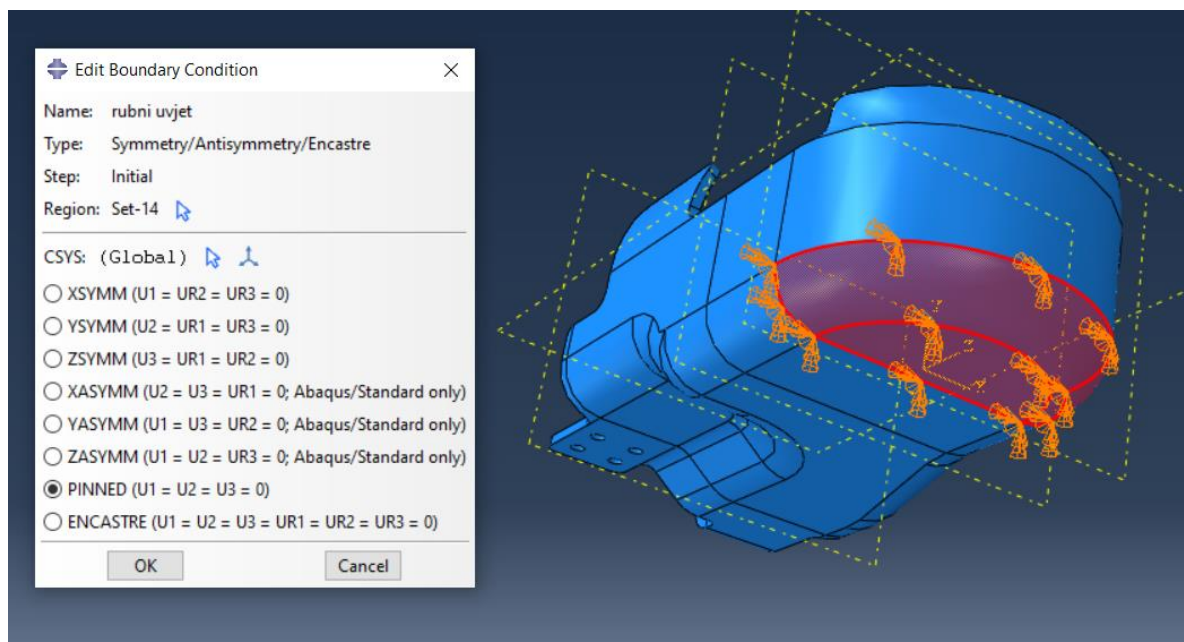 Edit Boundary Condition
Name: rubni uvjet
Type: Symmetry/Antisymmetry/Encastre
Step: Initial
Region: Set-14
CSYS: (Global)
XSYMM (U1 = UR2 = UR3 = 0)
YSYMM (U2 = UR1 = UR3 = 0)
ZSYMM (U3 = UR1 = UR2 = 0)
XASYMM (U2 = U3 = UR1 = 0; Abaqus/Standard only)
YASYMM (U1 = U3 = UR2 = 0; Abaqus/Standard only)
ZASYMM (U1 = U2 = UR3 = 0; Abaqus/Standard only)
PINNED (U1 = U2 = U3 = 0)
ENCASTRE (U1 = U2 = U3 = UR1 = UR2 = UR3 = 0)
OK Cancel